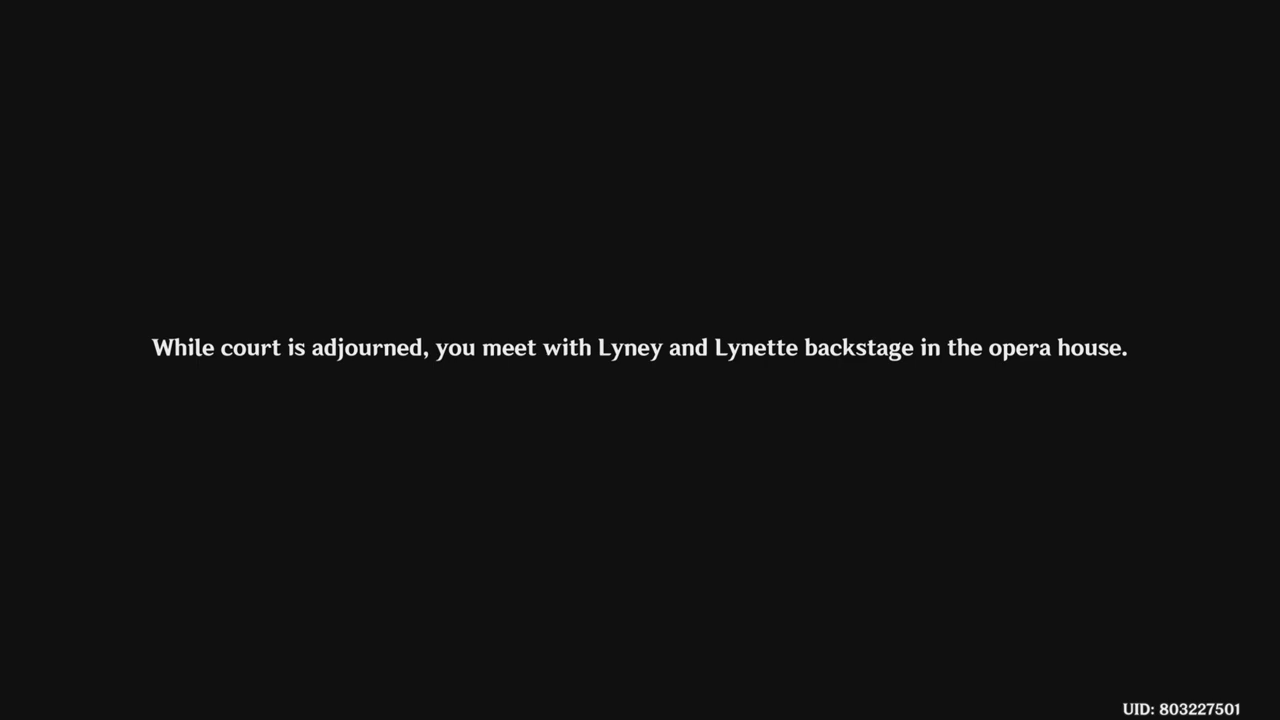 While court is adjourned, you meet with Lyney and Lynette backstage in the opera house.
UID: 803227501